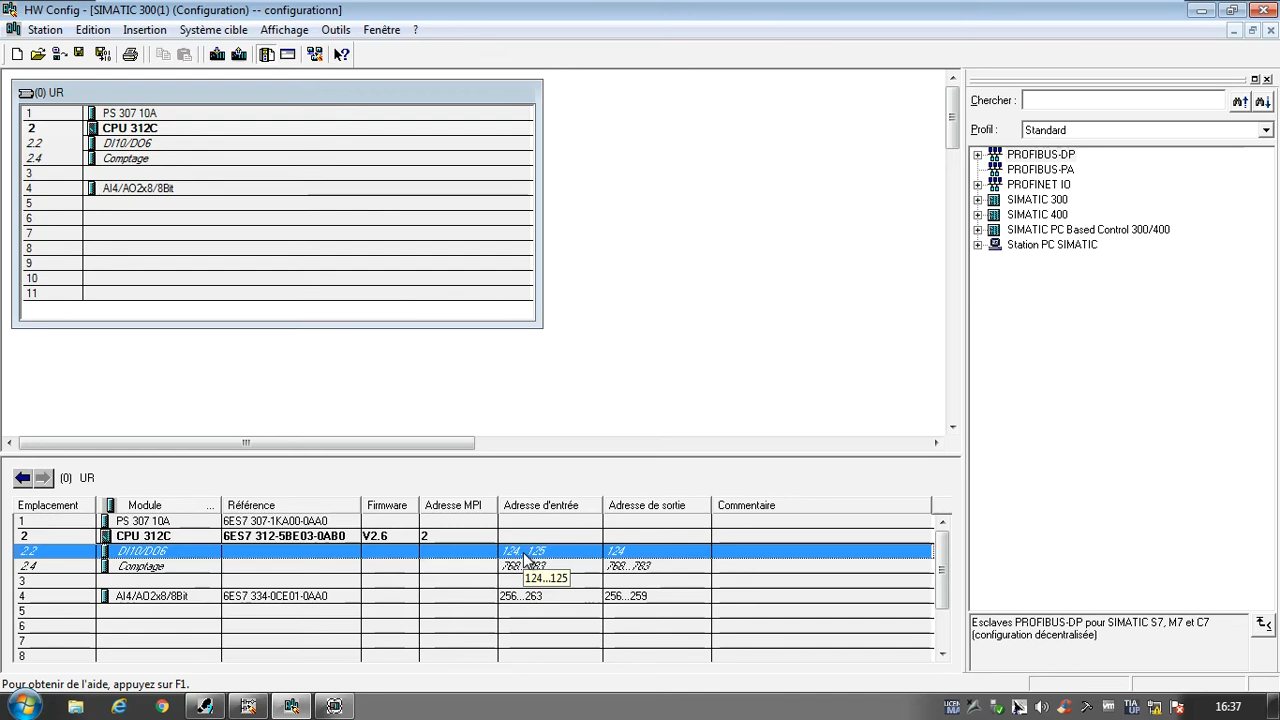 HW Config - [SIMATIC 300(1) (Configuration) -- configurationn]
Station Edition Insertion Système cible Affichage Outils Fenêtre ?
(0) UR
1 PS 307 10A
2 CPU 312C
2.2 DI10/DO6
2.4 Comptage
3
4 AI4/AO2x8/8Bit
5
6
7
8
9
10
11
Chercher :
Profil : Standard
PROFIBUS-DP
PROFIBUS-PA
PROFINET IO
SIMATIC 300
SIMATIC 400
SIMATIC PC Based Control 300/400
Station PC SIMATIC
(0) UR
Emplacement Module ... Référence Firmware Adresse MPI Adresse d'entrée Adresse de sortie Commentaire
1 PS 307 10A 6ES7 307-1KA00-0AA0
2 CPU 312C 6ES7 312-5BE03-0AB0 V2.6 2
2.2 DI10/DO6 124...125 124
2.4 Comptage 768...783 768...783
124...125
3
4 AI4/AO2x8/8Bit 6ES7 334-0CE01-0AA0 256...263 256...259
5
6
7
8
Esclaves PROFIBUS-DP pour SIMATIC S7, M7 et C7
(configuration décentralisée)
Pour obtenir de l'aide, appuyez sur F1.
16:37